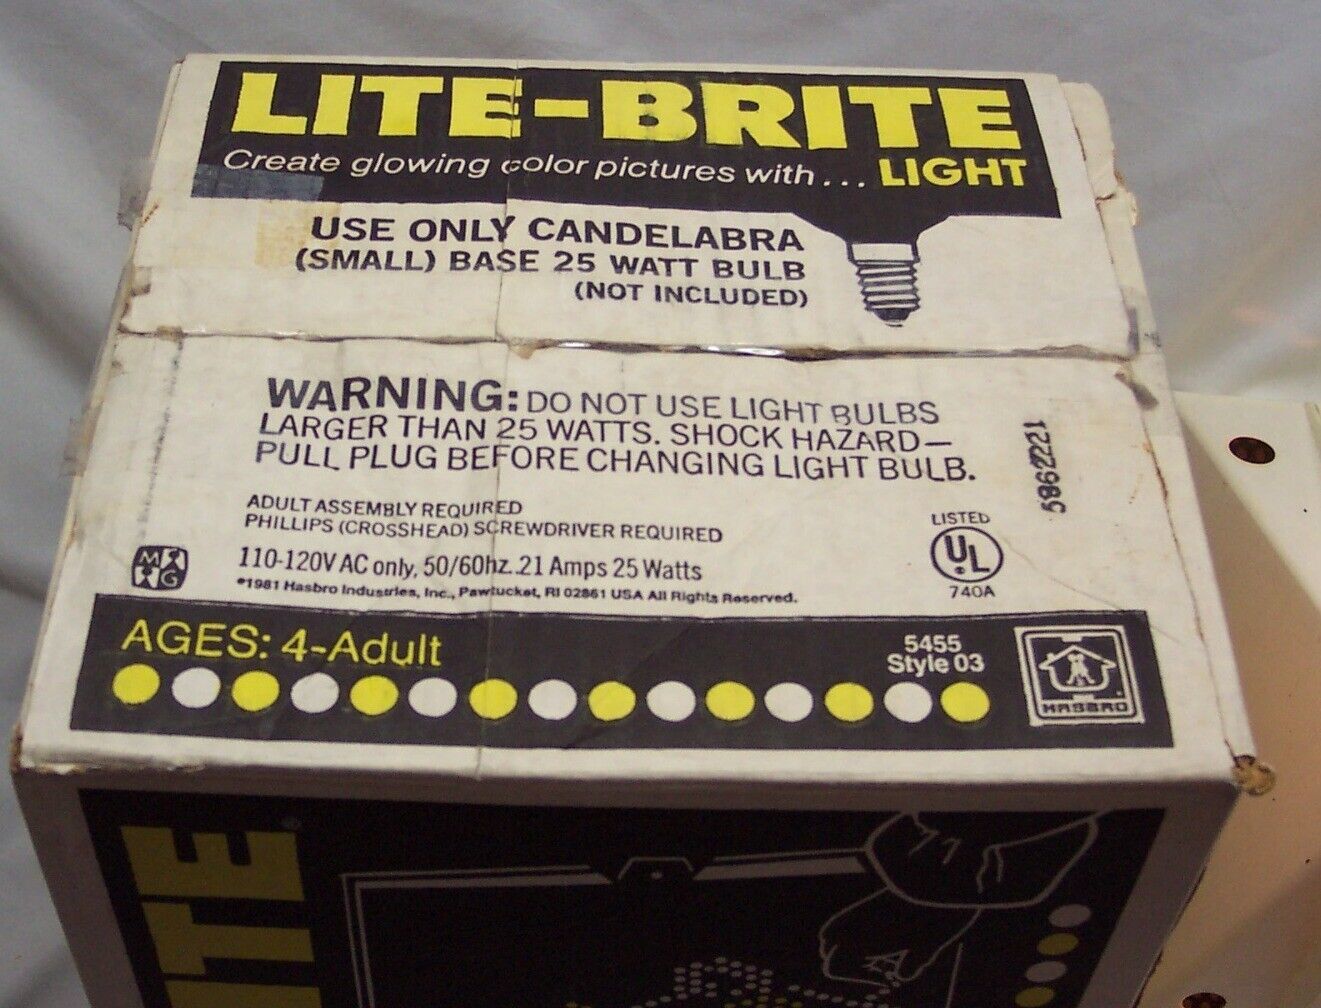 LITE-BRITE
Create glowing color pictures with... LIGHT
USE ONLY CANDELABRA
(SMALL) BASE 25 WATT BULB
(NOT INCLUDED)
WARNING: DO NOT USE LIGHT BULBS
LARGER THAN 25 WATTS. SHOCK HAZARD—
PULL PLUG BEFORE CHANGING LIGHT BULB.
5862221
ADULT ASSEMBLY REQUIRED
PHILLIPS (CROSSHEAD) SCREWDRIVER REQUIRED
110-120V AC only, 50/60hz. .21 Amps 25 Watts
©1981 Hasbro Industries, Inc., Pawtucket, RI 02861 USA All Rights Reserved.
LISTED
UL
740A
AGES: 4-Adult
5455
Style 03
HASBRO
ITE